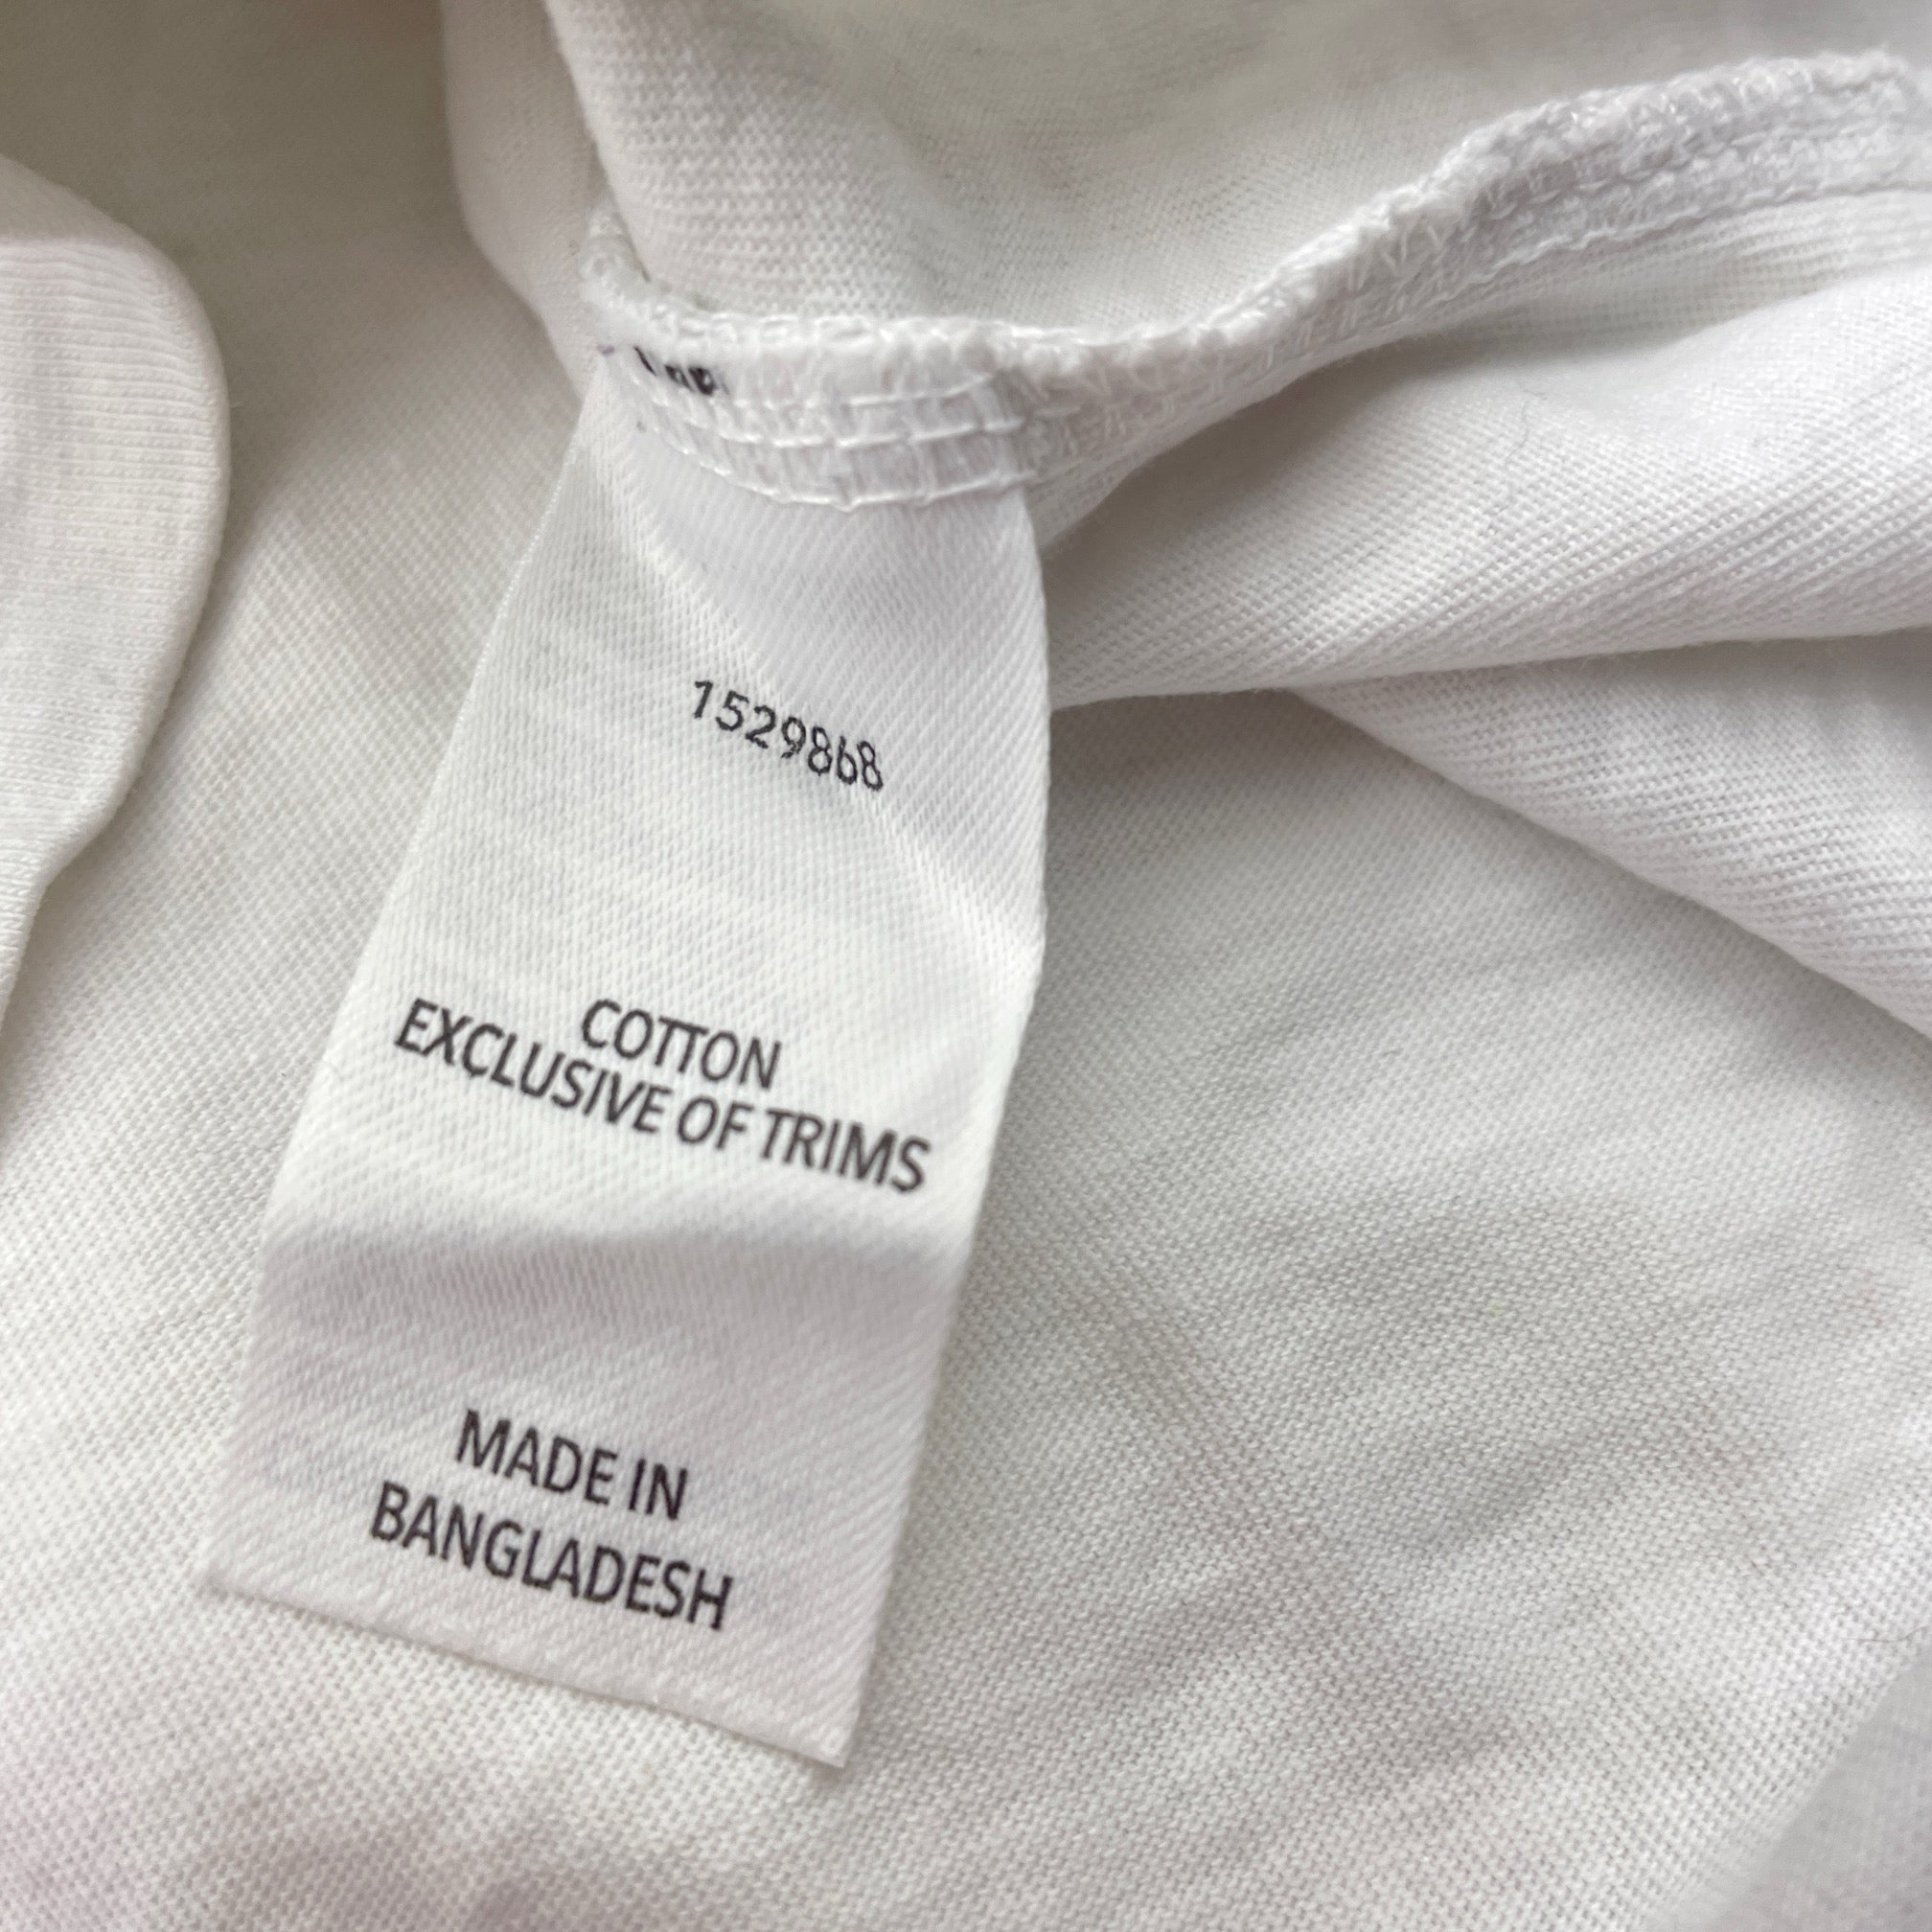 1529868
COTTON
EXCLUSIVE OF TRIMS
MADE IN
BANGLADESH